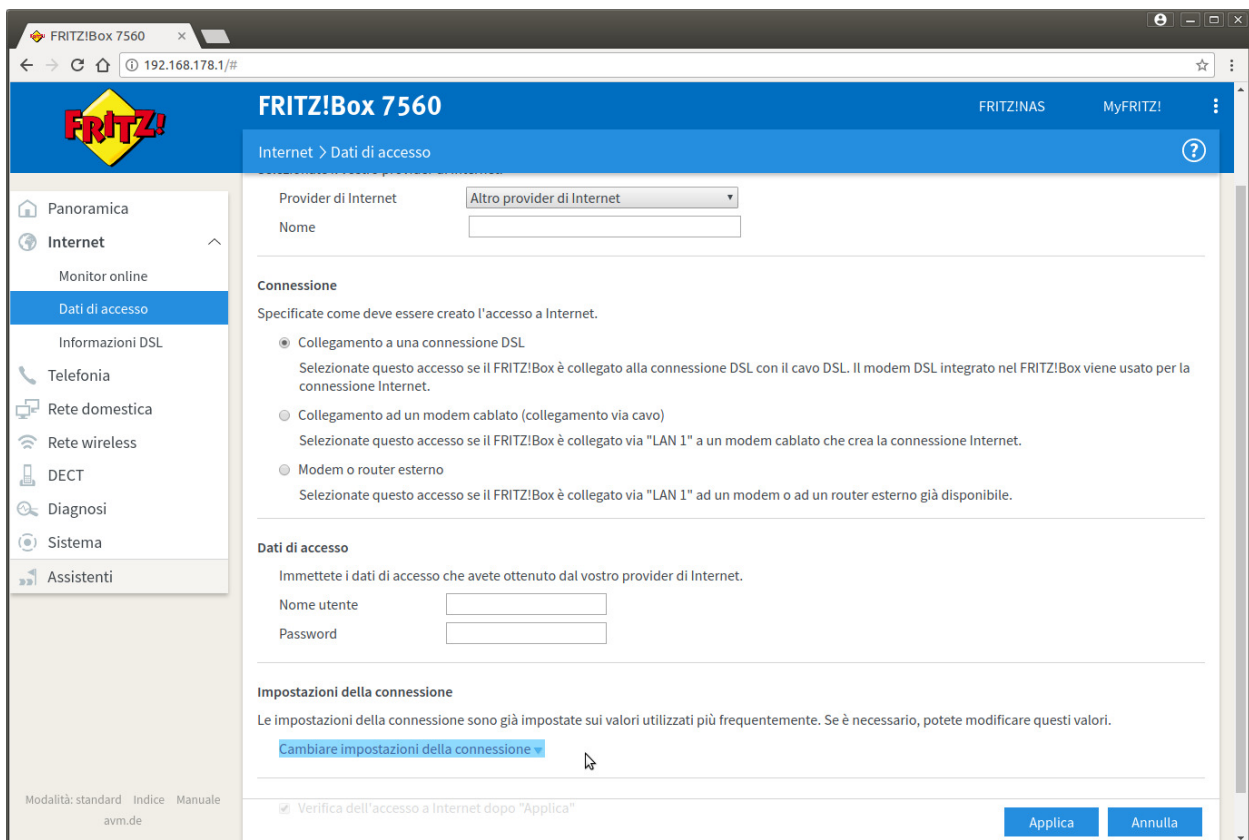 FRITZ!Box 7560
192.168.178.1/#
FRITZ!
FRITZ!Box 7560
FRITZ!NAS
MyFRITZ!
Internet > Dati di accesso
Panoramica
Internet
Monitor online
Dati di accesso
Informazioni DSL
Telefonia
Rete domestica
Rete wireless
DECT
Diagnosi
Sistema
Assistenti
Modalità: standard Indice Manuale
avm.de
Provider di Internet Altro provider di Internet
Nome
Connessione
Specificate come deve essere creato l'accesso a Internet.
Collegamento a una connessione DSL
Selezionate questo accesso se il FRITZ!Box è collegato alla connessione DSL con il cavo DSL. Il modem DSL integrato nel FRITZ!Box viene usato per la
connessione Internet.
Collegamento ad un modem cablato (collegamento via cavo)
Selezionate questo accesso se il FRITZ!Box è collegato via "LAN 1" a un modem cablato che crea la connessione Internet.
Modem o router esterno
Selezionate questo accesso se il FRITZ!Box è collegato via "LAN 1" ad un modem o ad un router esterno già disponibile.
Dati di accesso
Immettete i dati di accesso che avete ottenuto dal vostro provider di Internet.
Nome utente
Password
Impostazioni della connessione
Le impostazioni della connessione sono già impostate sui valori utilizzati più frequentemente. Se è necessario, potete modificare questi valori.
Cambiare impostazioni della connessione
Verifica dell'accesso a Internet dopo "Applica"
Applica
Annulla